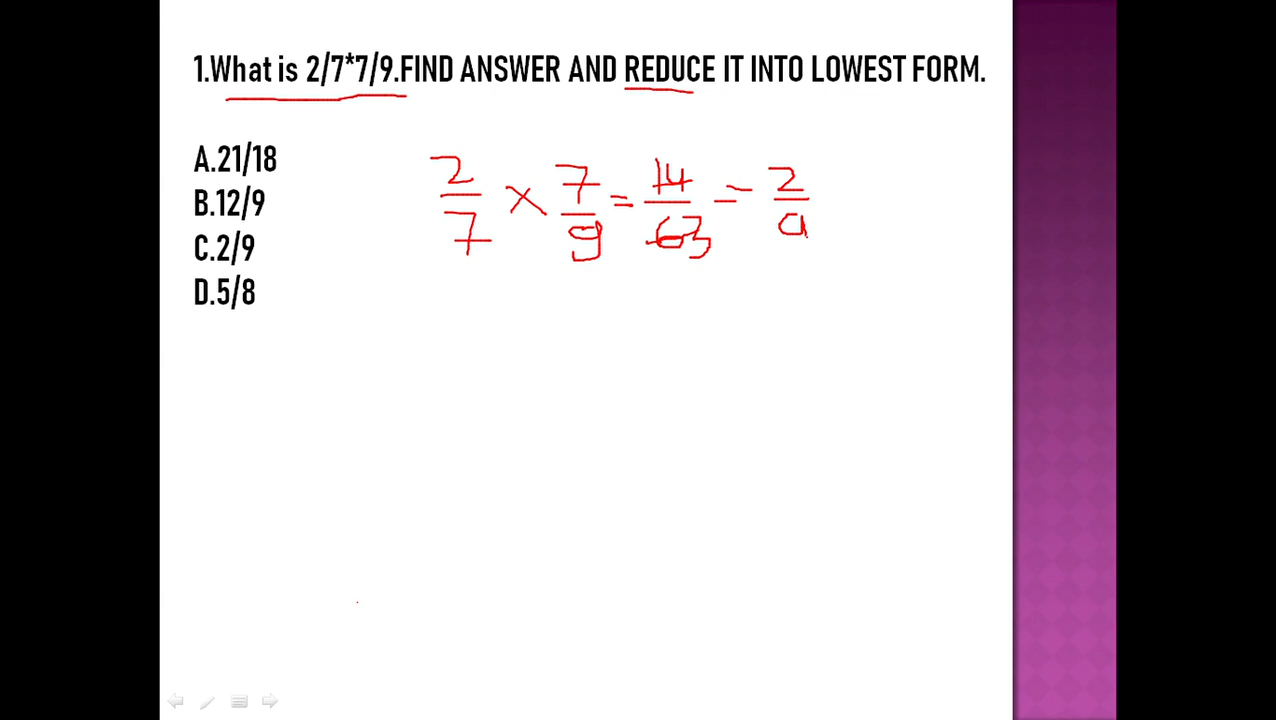 1.What is 2/7*7/9.FIND ANSWER AND REDUCE IT INTO LOWEST FORM.
A.21/18
B.12/9
C.2/9
D.5/8
2/7 × 7/9 = 14/63 = 2/9